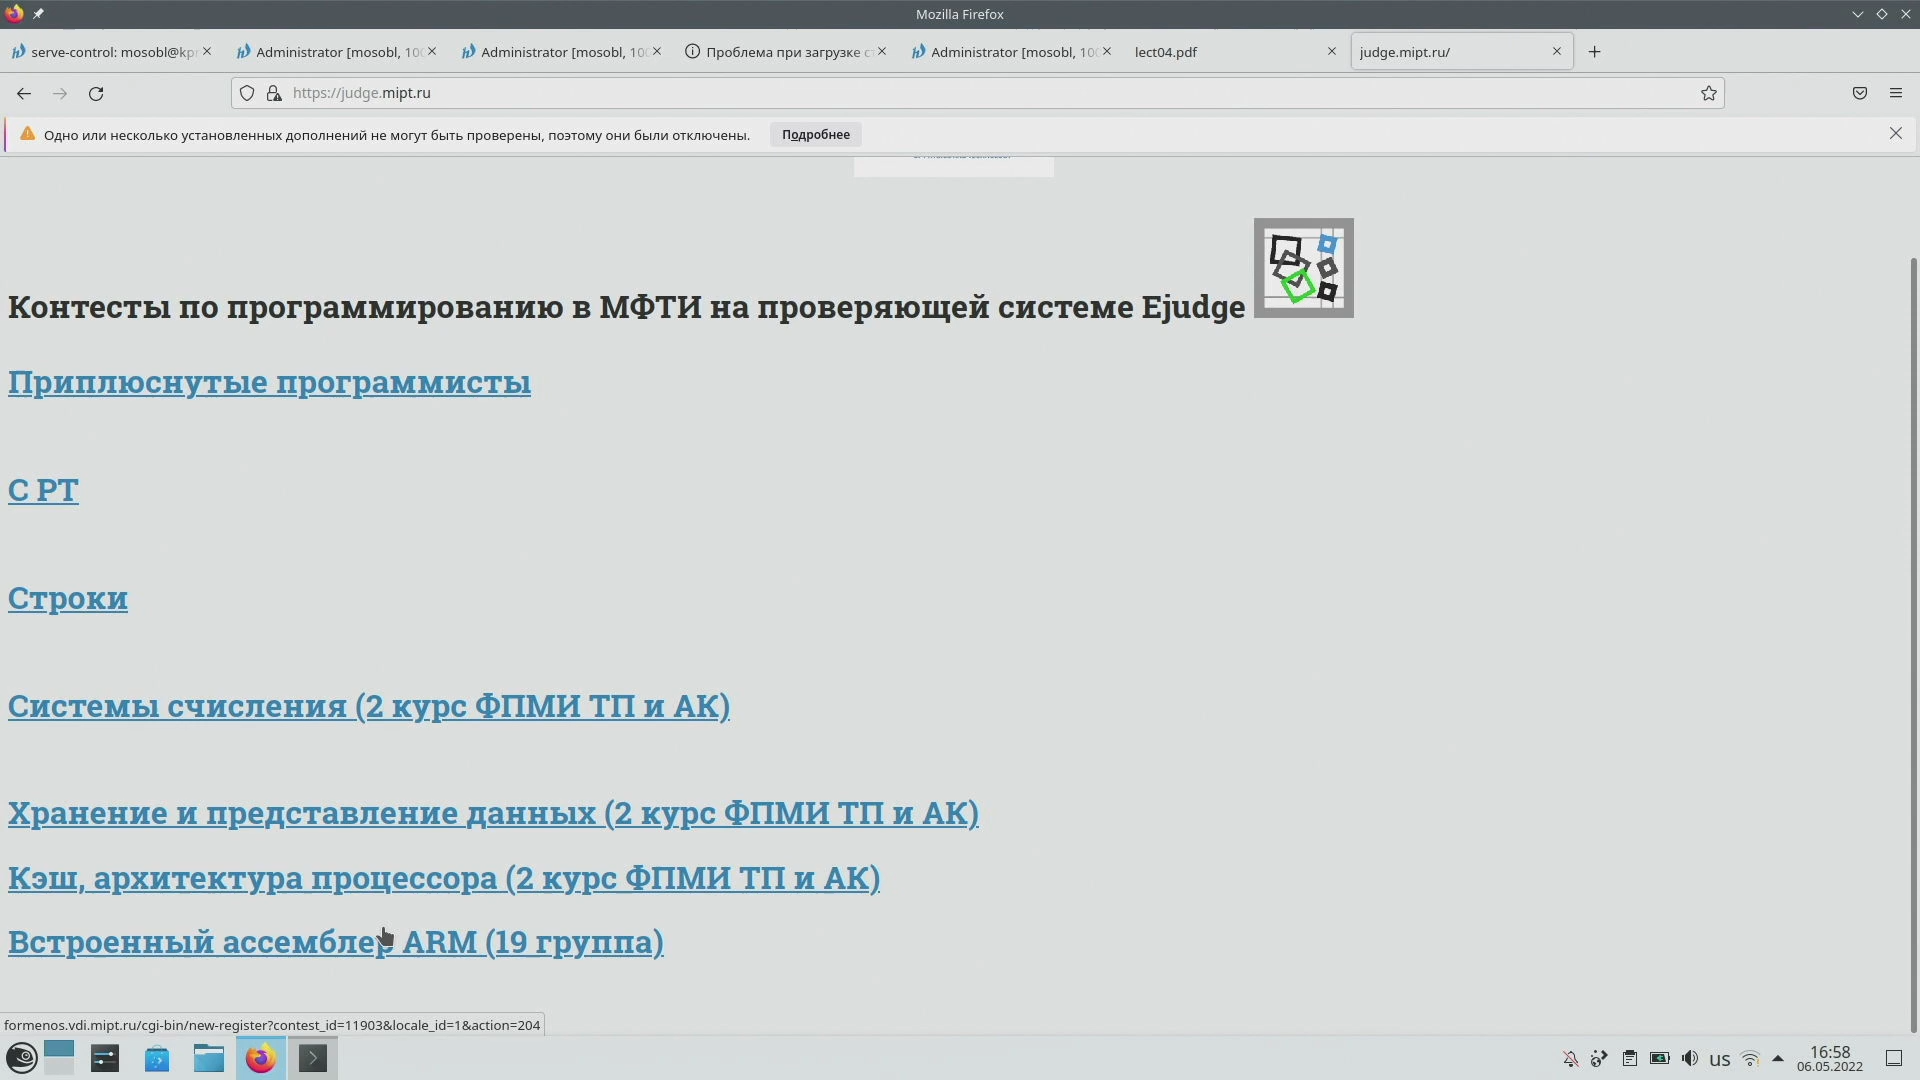 Mozilla Firefox
serve-control: mosobl@kp
Administrator [mosobl, 100
Administrator [mosobl, 100
Проблема при загрузке с
Administrator [mosobl, 100
lect04.pdf
judge.mipt.ru/
https://judge.mipt.ru
Одно или несколько установленных дополнений не могут быть проверены, поэтому они были отключены.
Подробнее
Контесты по программированию в МФТИ на проверяющей системе Ejudge
Приплюснутые программисты
С РТ
Строки
Системы счисления (2 курс ФПМИ ТП и АК)
Хранение и представление данных (2 курс ФПМИ ТП и АК)
Кэш, архитектура процессора (2 курс ФПМИ ТП и АК)
Встроенный ассемблер ARM (19 группа)
formenos.vdi.mipt.ru/cgi-bin/new-register?contest_id=11903&locale_id=1&action=204
us
16:58
06.05.2022